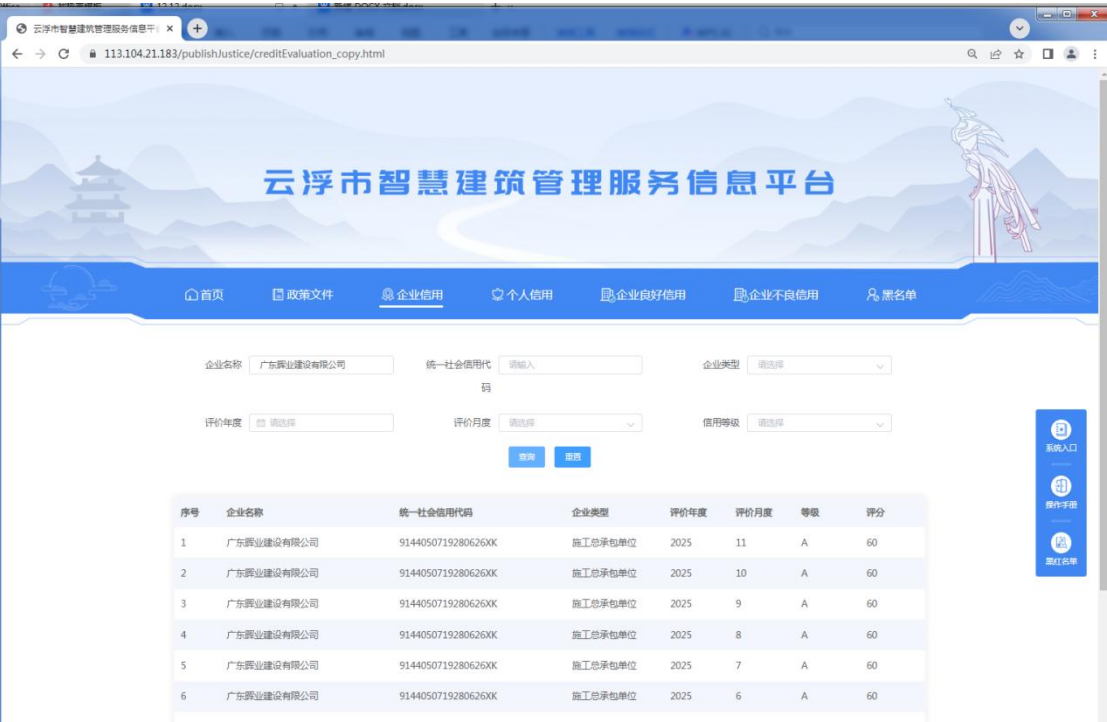 云浮市智慧建筑管理服务信息平
113.104.21.183/publishJustice/creditEvaluation_copy.html
云浮市智慧建筑管理服务信息平台
首页 政策文件 企业信用 个人信用 企业良好信用 企业不良信用 黑名单
企业名称 广东晖业建设有限公司 统一社会信用代码 请输入 企业类型 请选择
评价年度 请选择 评价月度 请选择 信用等级 请选择
查询 重置
系统入口
操作手册
黑红名单
序号 企业名称 统一社会信用代码 企业类型 评价年度 评价月度 等级 评分
1 广东晖业建设有限公司 9144050719280626XK 施工总承包单位 2025 11 A 60
2 广东晖业建设有限公司 9144050719280626XK 施工总承包单位 2025 10 A 60
3 广东晖业建设有限公司 9144050719280626XK 施工总承包单位 2025 9 A 60
4 广东晖业建设有限公司 9144050719280626XK 施工总承包单位 2025 8 A 60
5 广东晖业建设有限公司 9144050719280626XK 施工总承包单位 2025 7 A 60
6 广东晖业建设有限公司 9144050719280626XK 施工总承包单位 2025 6 A 60